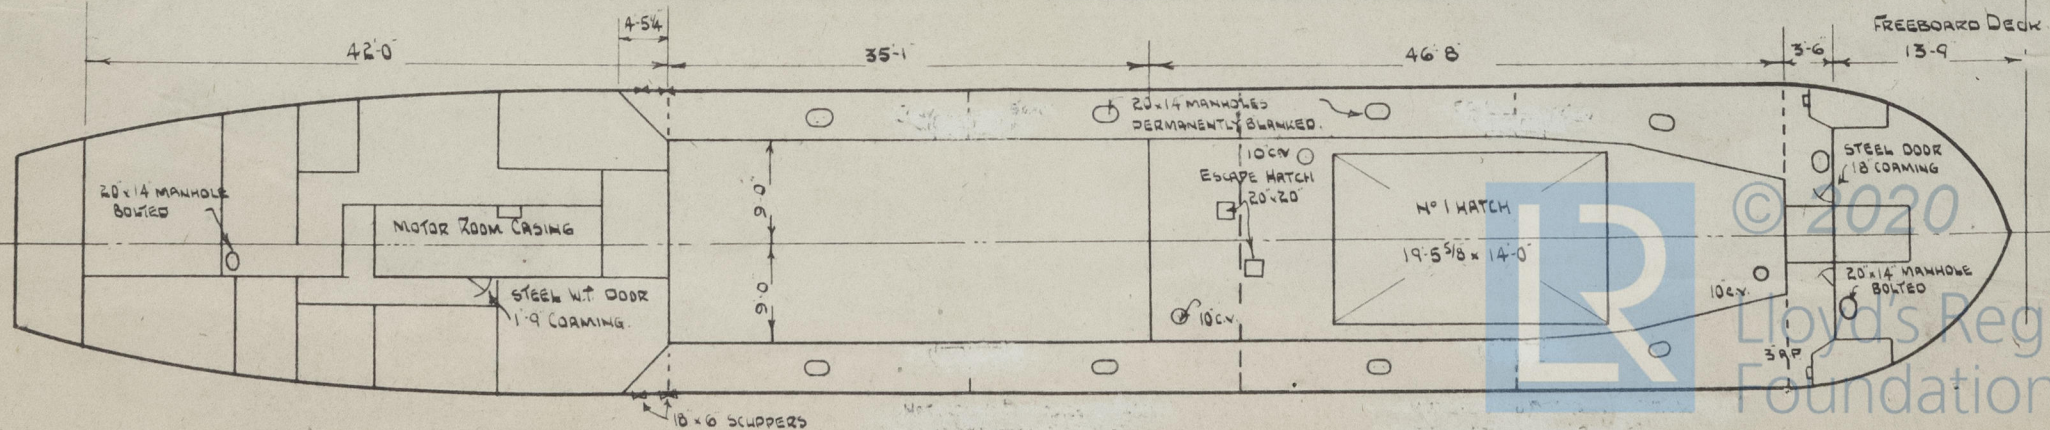 FREEBOARD DECK
4-5¼
42-0
35-1
46-8
3-6
13-9
20 x 14 MANHOLES
PERMANENTLY BLANKED.
10 C.V.
ESCAPE HATCH
20" x 20"
STEEL DOOR
18" COAMING
20 x 14 MANHOLE
BOLTED
9-0
MOTOR ROOM CASING
Nº 1 HATCH
19-5 5/8 x 14-0
© 2020
STEEL W.T. DOOR
1-9 COAMING.
9-0
10 C.V.
10 C.V.
20" x 14" MANHOLE
BOLTED
Lloyd's Reg
Foundation
LR
18 x 6 SCUPPERS